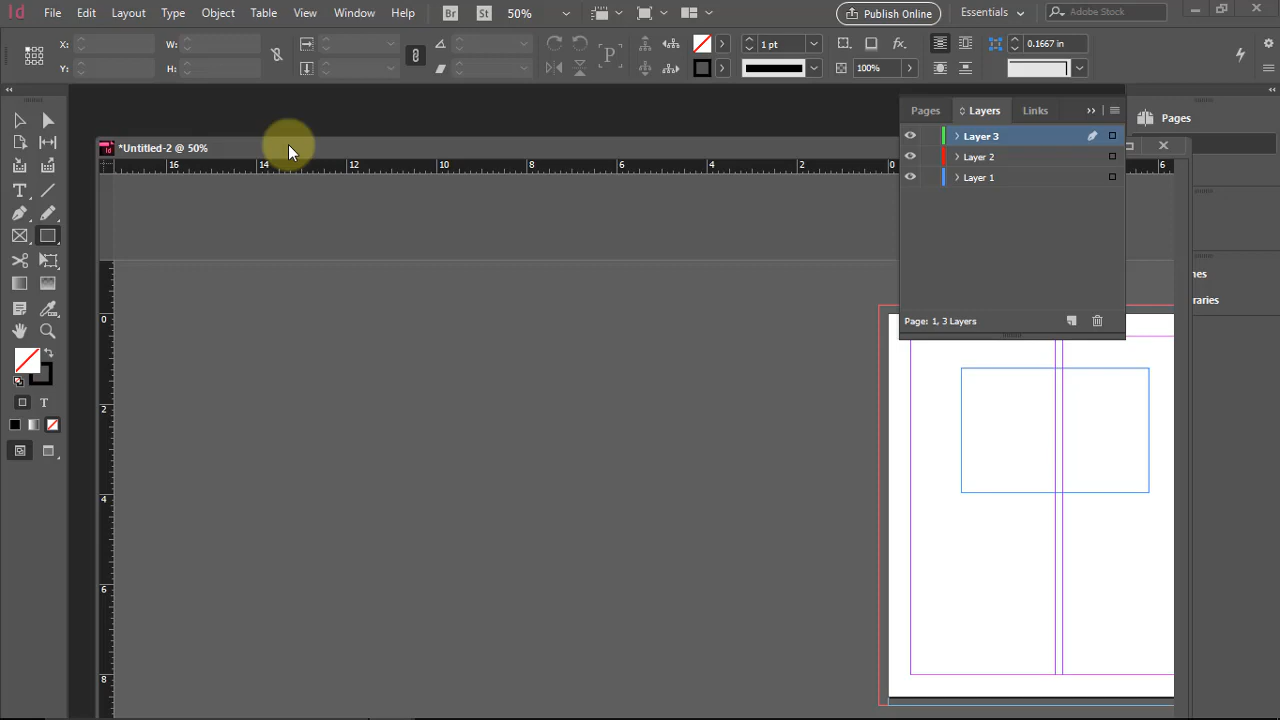 Id File Edit Layout Type Object Table View Window Help Br St 50% Publish Online Essentials Adobe Stock
X: W: 1 pt fx. 0.1667 in
Y: H: P 100%
Pages Layers Links Pages
*Untitled-2 @ 50%
Layer 3
16 14 12 10 8 6 4 2 0 6
Layer 2
Layer 1
T
nes
raries
0
Page: 1, 3 Layers
T
2
4
6
8